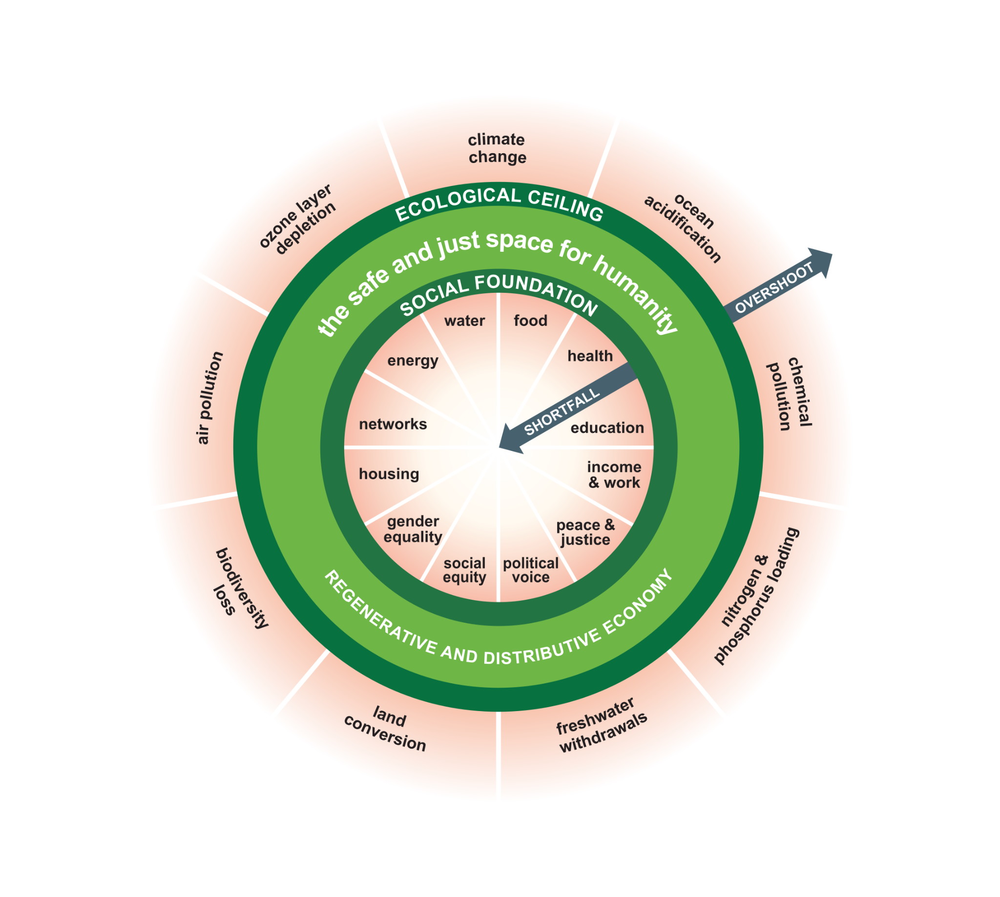 climate
change
ocean
acidification
OVERSHOOT
chemical
pollution
nitrogen &
phosphorus loading
freshwater
withdrawals
land
conversion
biodiversity
loss
air pollution
ozone layer
depletion
ECOLOGICAL CEILING
the safe and just space for humanity
SOCIAL FOUNDATION
water
food
health
SHORTFALL
education
income
& work
peace &
justice
political
voice
social
equity
gender
equality
housing
networks
energy
REGENERATIVE AND DISTRIBUTIVE ECONOMY